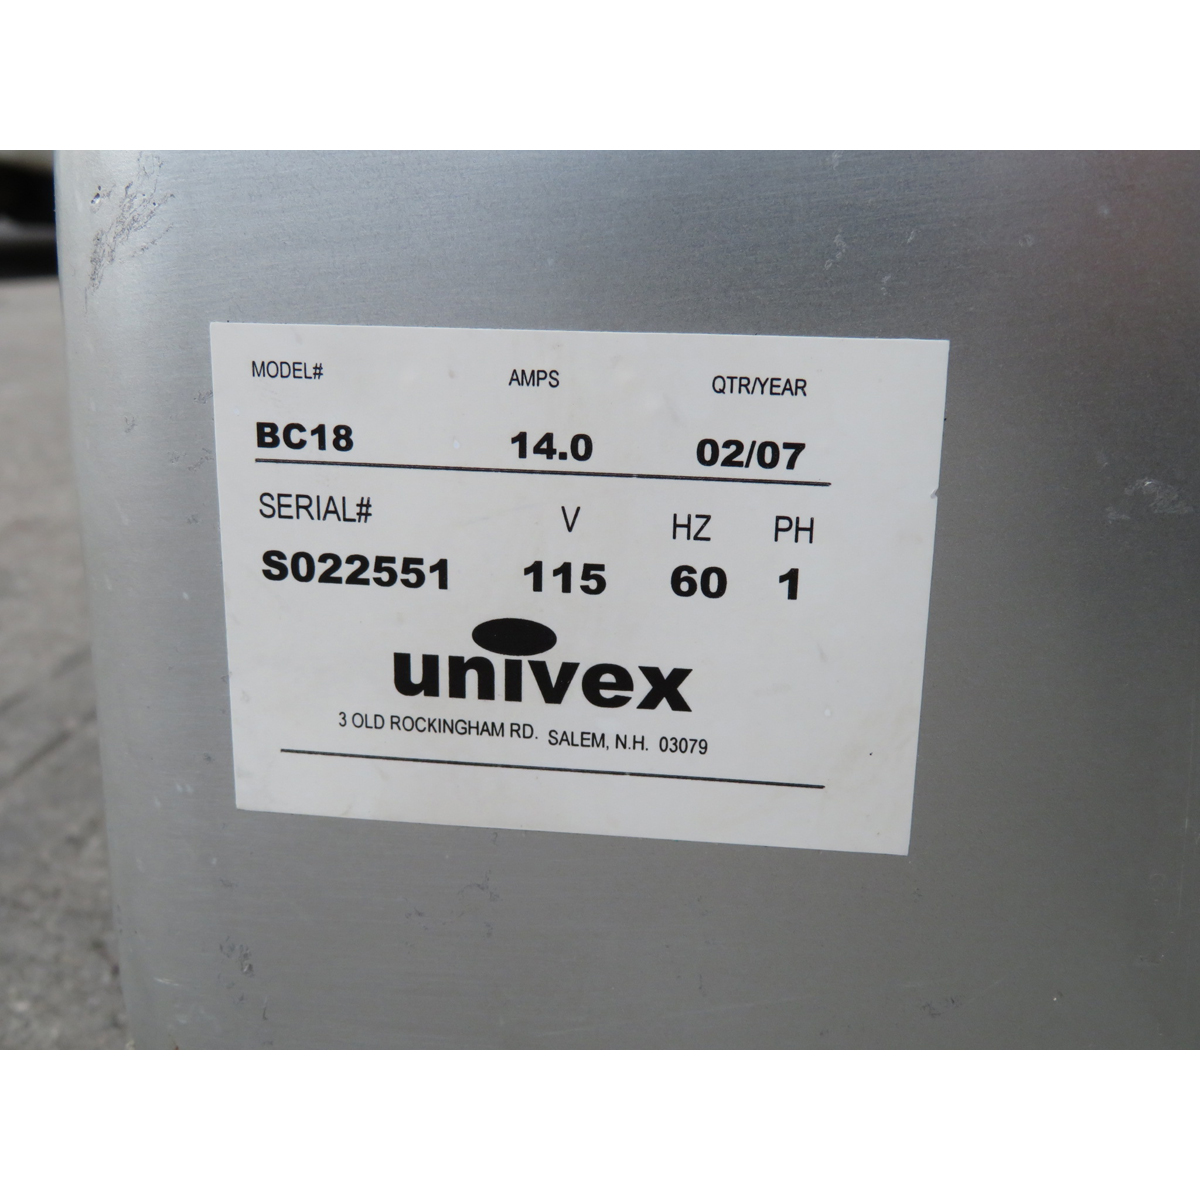 MODEL# AMPS QTR/YEAR
BC18 14.0 02/07
SERIAL# V HZ PH
S022551 115 60 1
univex
3 OLD ROCKINGHAM RD. SALEM, N.H. 03079